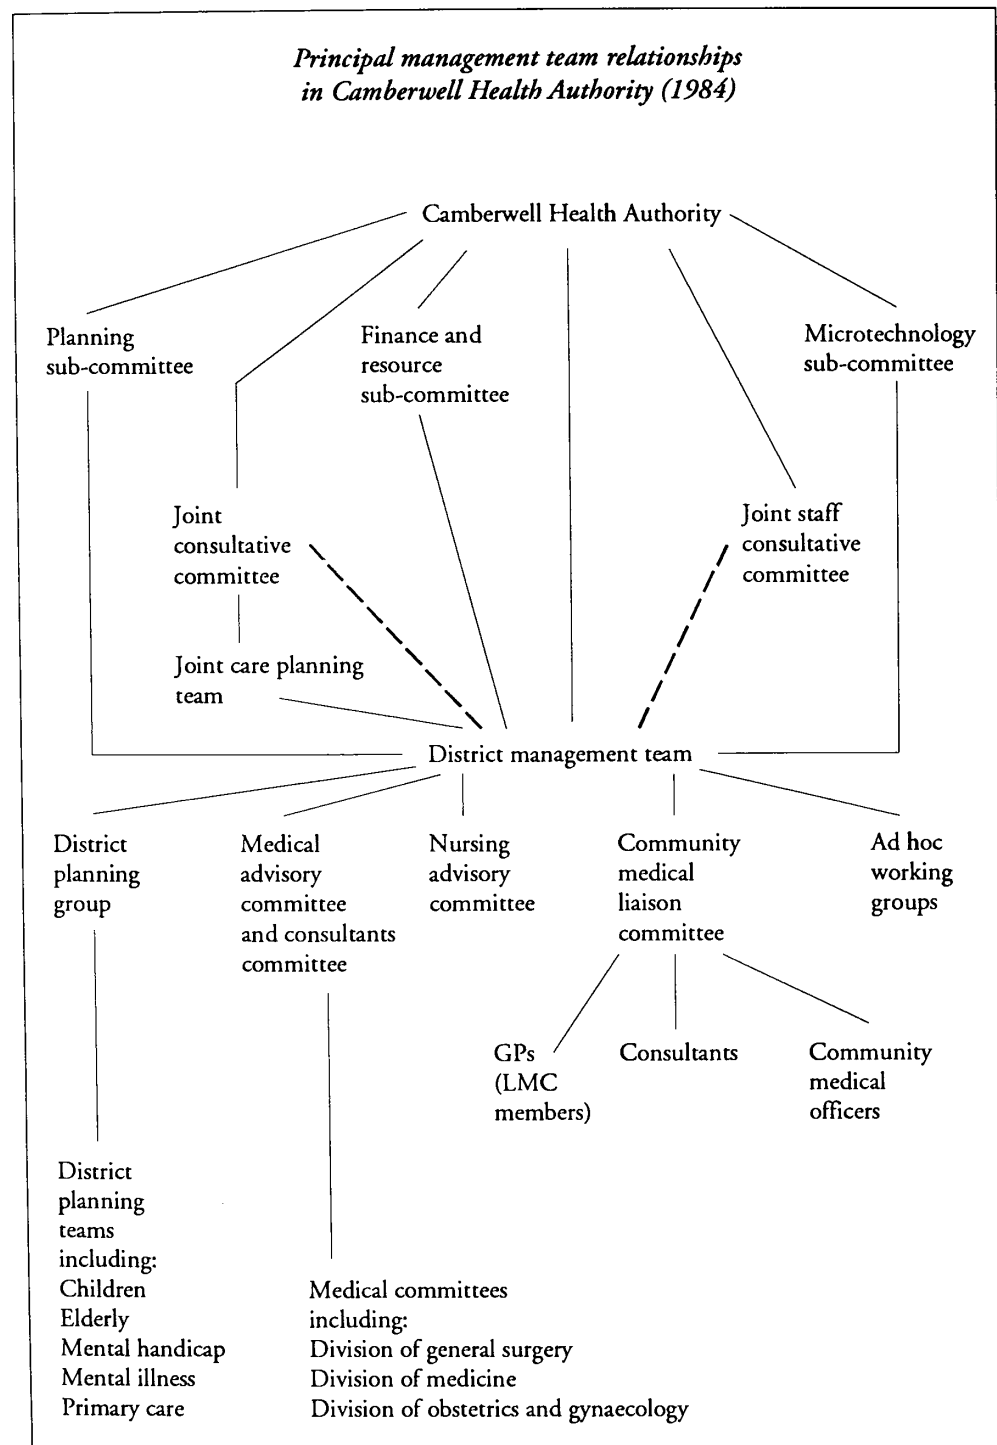 Principal management team relationships
in Camberwell Health Authority (1984)
Camberwell Health Authority
Planning
sub-committee
Finance and
resource
sub-committee
Microtechnology
sub-committee
Joint
consultative
committee
Joint staff
consultative
committee
Joint care planning
team
District management team
District
planning
group
Medical
advisory
committee
and consultants
committee
Nursing
advisory
committee
Community
medical
liaison
committee
Ad hoc
working
groups
GPs
(LMC
members)
Consultants
Community
medical
officers
District
planning
teams
including:
Children
Elderly
Mental handicap
Mental illness
Primary care
Medical committees
including:
Division of general surgery
Division of medicine
Division of obstetrics and gynaecology